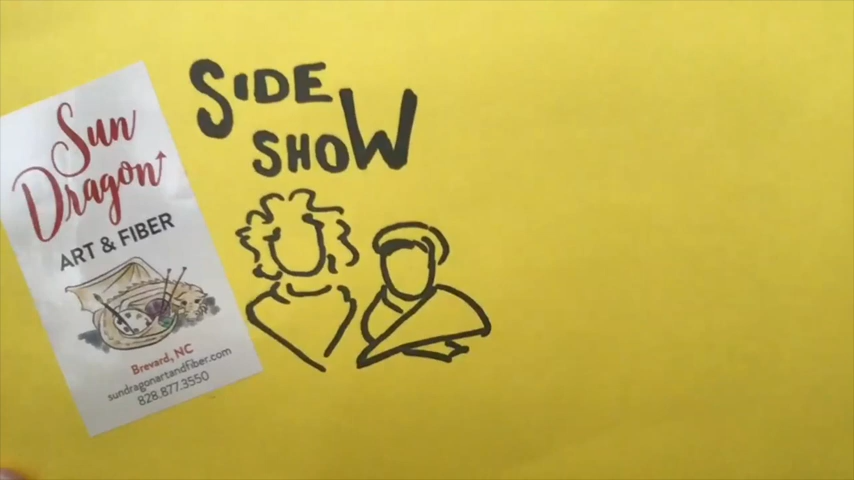 Sun
Dragon
ART & FIBER
Brevard, NC
sundragonartandfiber.com
828.877.3550
SIDE
SHOW